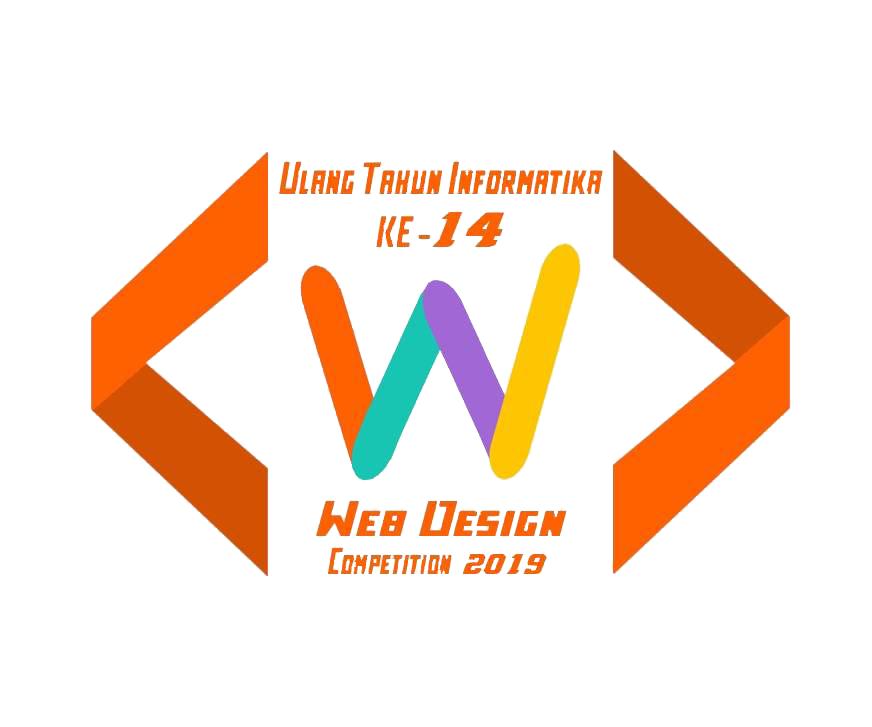 Ulang Tahun Informatika
Ke-14
W
Web Design
Competition 2019